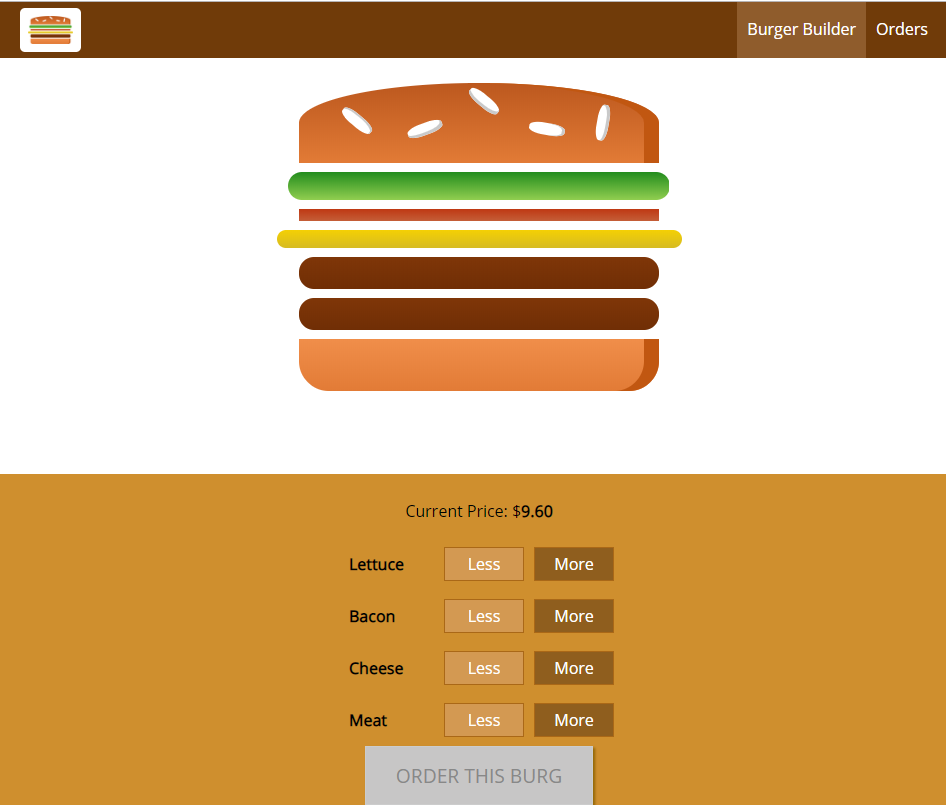 Burger Builder Orders
Current Price: $9.60
Lettuce Less More
Bacon Less More
Cheese Less More
Meat Less More
ORDER THIS BURG